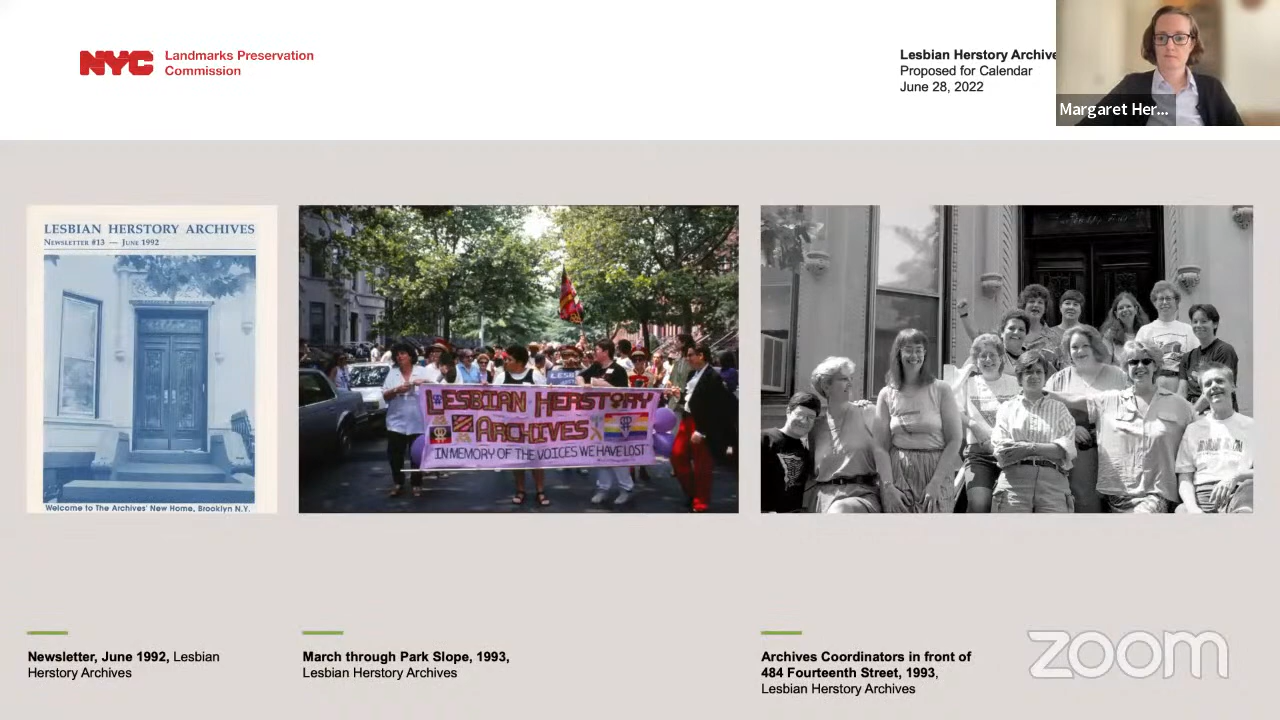 NYC
Landmarks Preservation
Commission
Lesbian Herstory Archive
Proposed for Calendar
June 28, 2022
Margaret Her...
LESBIAN HERSTORY ARCHIVES
NEWSLETTER #13 — JUNE 1992
Welcome to The Archives' New Home, Brooklyn N.Y.
LESBIAN HERSTORY
ARCHIVES
IN MEMORY OF THE VOICES WE HAVE LOST
Newsletter, June 1992, Lesbian
Herstory Archives
March through Park Slope, 1993,
Lesbian Herstory Archives
Archives Coordinators in front of
484 Fourteenth Street, 1993,
Lesbian Herstory Archives
zoom